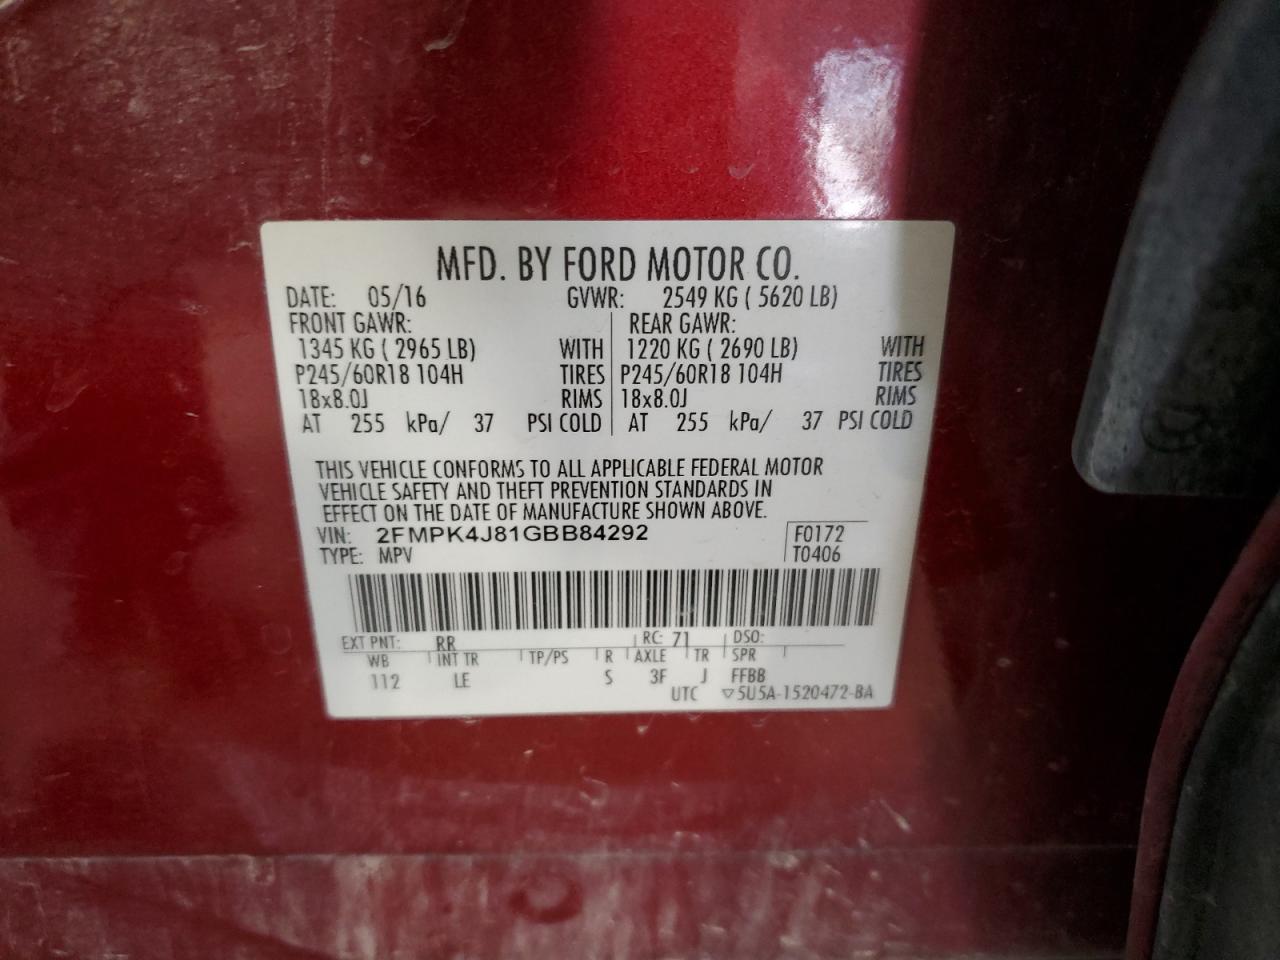 MFD. BY FORD MOTOR CO.
DATE: 05/16 GVWR: 2549 KG ( 5620 LB)
FRONT GAWR: REAR GAWR:
1345 KG ( 2965 LB) WITH 1220 KG ( 2690 LB) WITH
P245/60R18 104H TIRES P245/60R18 104H TIRES
18x8.0J RIMS 18x8.0J RIMS
AT 255 kPa/ 37 PSI COLD AT 255 kPa/ 37 PSI COLD
THIS VEHICLE CONFORMS TO ALL APPLICABLE FEDERAL MOTOR
VEHICLE SAFETY AND THEFT PREVENTION STANDARDS IN
EFFECT ON THE DATE OF MANUFACTURE SHOWN ABOVE.
VIN: 2FMPK4J81GBB84292 F0172
TYPE: MPV T0406
EXT PNT: RR RC: 71 DSO:
WB INT TR TP/PS R AXLE TR SPR
112 LE S 3F J FFBB
UTC ▽5U5A-1520472-BA